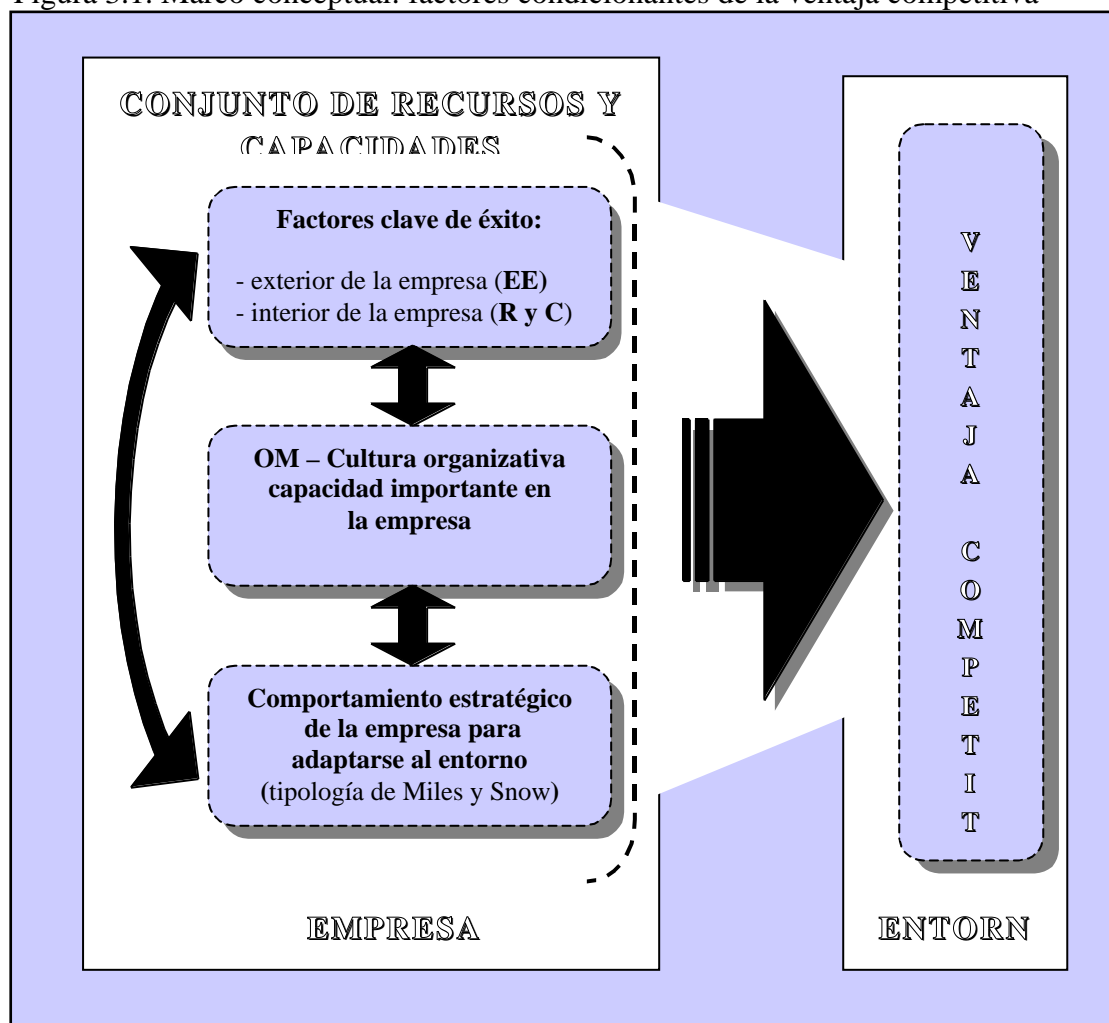 Figura 3.1. Marco conceptual: factores condicionantes de la ventaja competitiva
CONJUNTO DE RECURSOS Y
CAPACIDADES
Factores clave de éxito:
- exterior de la empresa (EE)
- interior de la empresa (R y C)
OM – Cultura organizativa
capacidad importante en
la empresa
Comportamiento estratégico
de la empresa para
adaptarse al entorno
(tipología de Miles y Snow)
EMPRESA
VENTAJA COMPETIT
ENTORN